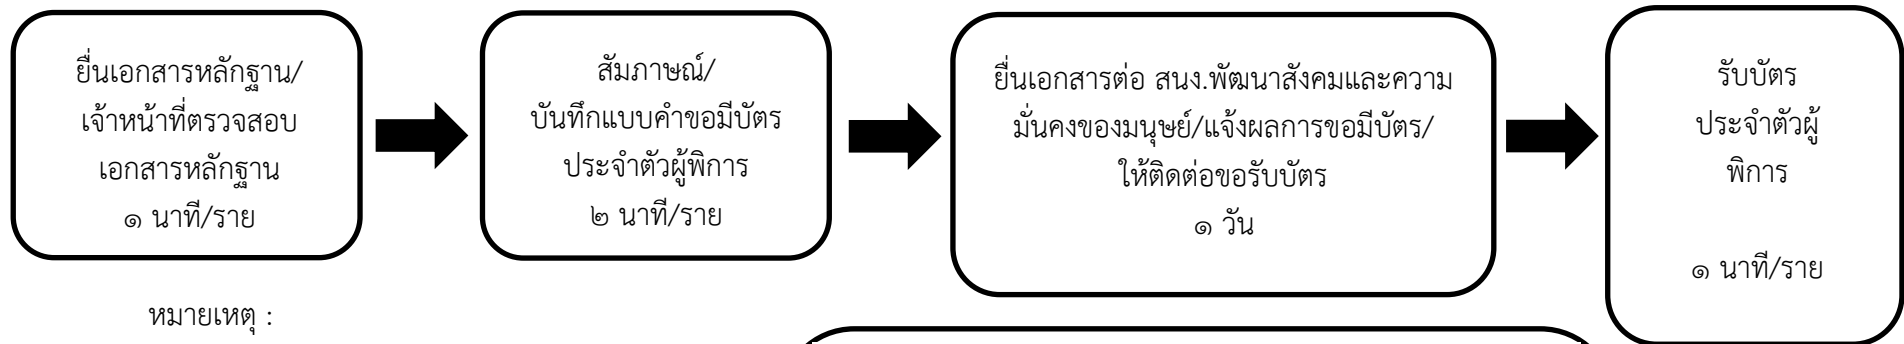 ยื่นเอกสารหลักฐาน/
เจ้าหน้าที่ตรวจสอบ
เอกสารหลักฐาน
๑ นาที/ราย
สัมภาษณ์/
บันทึกแบบคำขอมีบัตร
ประจำตัวผู้พิการ
๒ นาที/ราย
ยื่นเอกสารต่อ สนง.พัฒนาสังคมและความ
มั่นคงของมนุษย์/แจ้งผลการขอมีบัตร/
ให้ติดต่อขอรับบัตร
๑ วัน
รับบัตร
ประจำตัวผู้
พิการ
๑ นาที/ราย
หมายเหตุ :